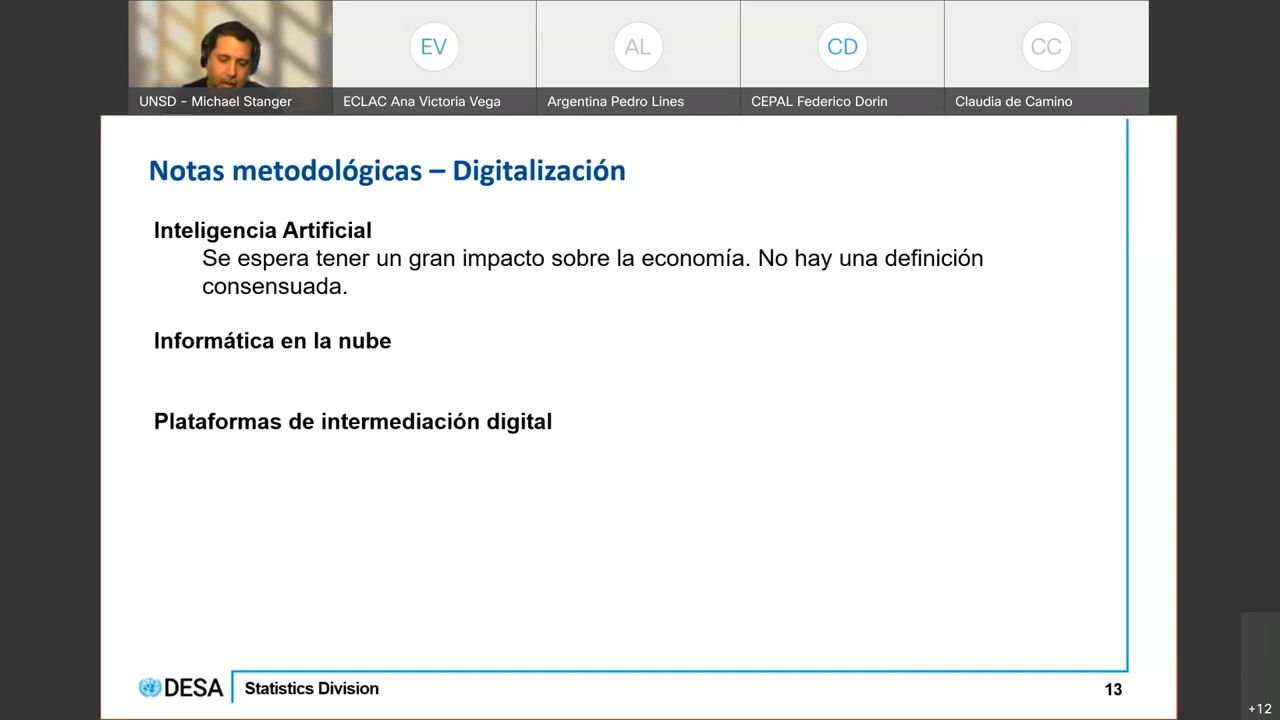 EV
AL
CD
CC
UNSD - Michael Stanger
ECLAC Ana Victoria Vega
Argentina Pedro Lines
CEPAL Federico Dorin
Claudia de Camino
Notas metodológicas – Digitalización
Inteligencia Artificial
Se espera tener un gran impacto sobre la economía. No hay una definición
consensuada.
Informática en la nube
Plataformas de intermediación digital
DESA
Statistics Division
13
+12